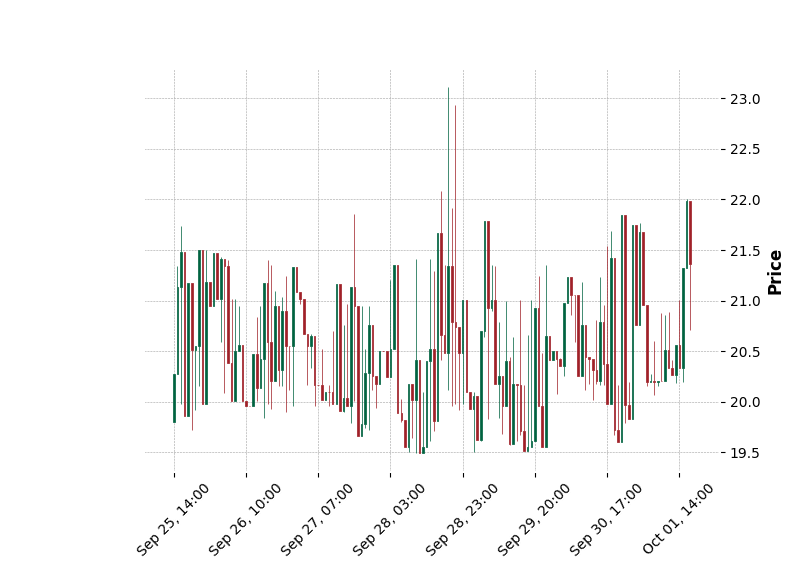 23.0
22.5
22.0
21.5
21.0
20.5
20.0
19.5
Price
Sep 25, 14:00
Sep 26, 10:00
Sep 27, 07:00
Sep 28, 03:00
Sep 28, 23:00
Sep 29, 20:00
Sep 30, 17:00
Oct 01, 14:00